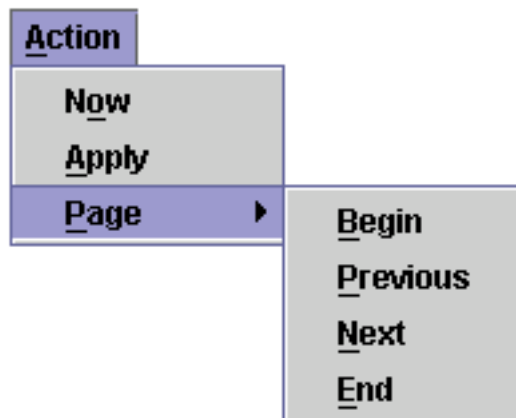 Action
Now
Apply
Page
Begin
Previous
Next
End